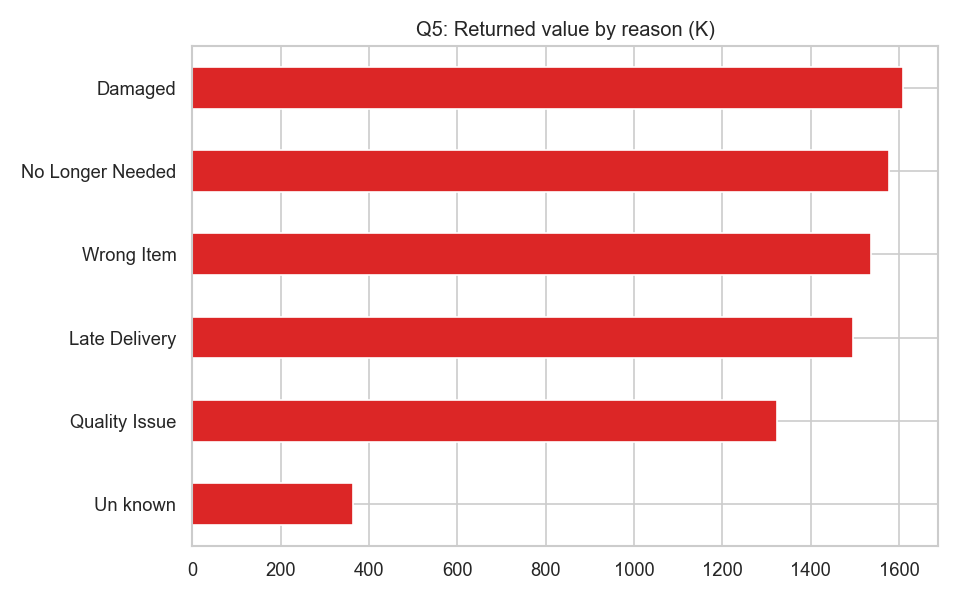 Q5: Returned value by reason (K)
Damaged
No Longer Needed
Wrong Item
Late Delivery
Quality Issue
Un known
0 200 400 600 800 1000 1200 1400 1600